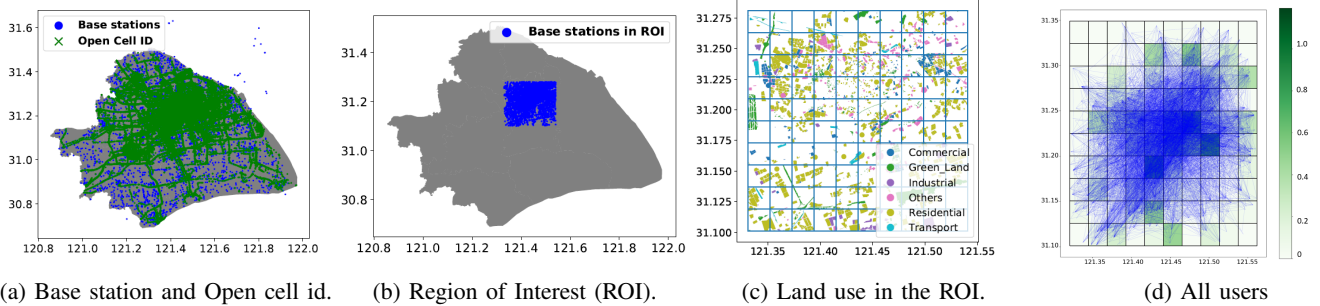 31.6
31.4
31.2
31.0
30.8
120.8 121.0 121.2 121.4 121.6 121.8 122.0
Base stations
Open Cell ID
(a) Base station and Open cell id.
31.6
31.4
31.2
31.0
30.8
120.8 121.0 121.2 121.4 121.6 121.8 122.0
Base stations in ROI
(b) Region of Interest (ROI).
31.275
31.250
31.225
31.200
31.175
31.150
31.125
31.100
121.35 121.40 121.45 121.50 121.55
Commercial
Green_Land
Industrial
Others
Residential
Transport
(c) Land use in the ROI.
31.35
31.30
31.25
31.20
31.15
31.10
121.35 121.40 121.45 121.50 121.55
1.0
0.8
0.6
0.4
0.2
0
(d) All users